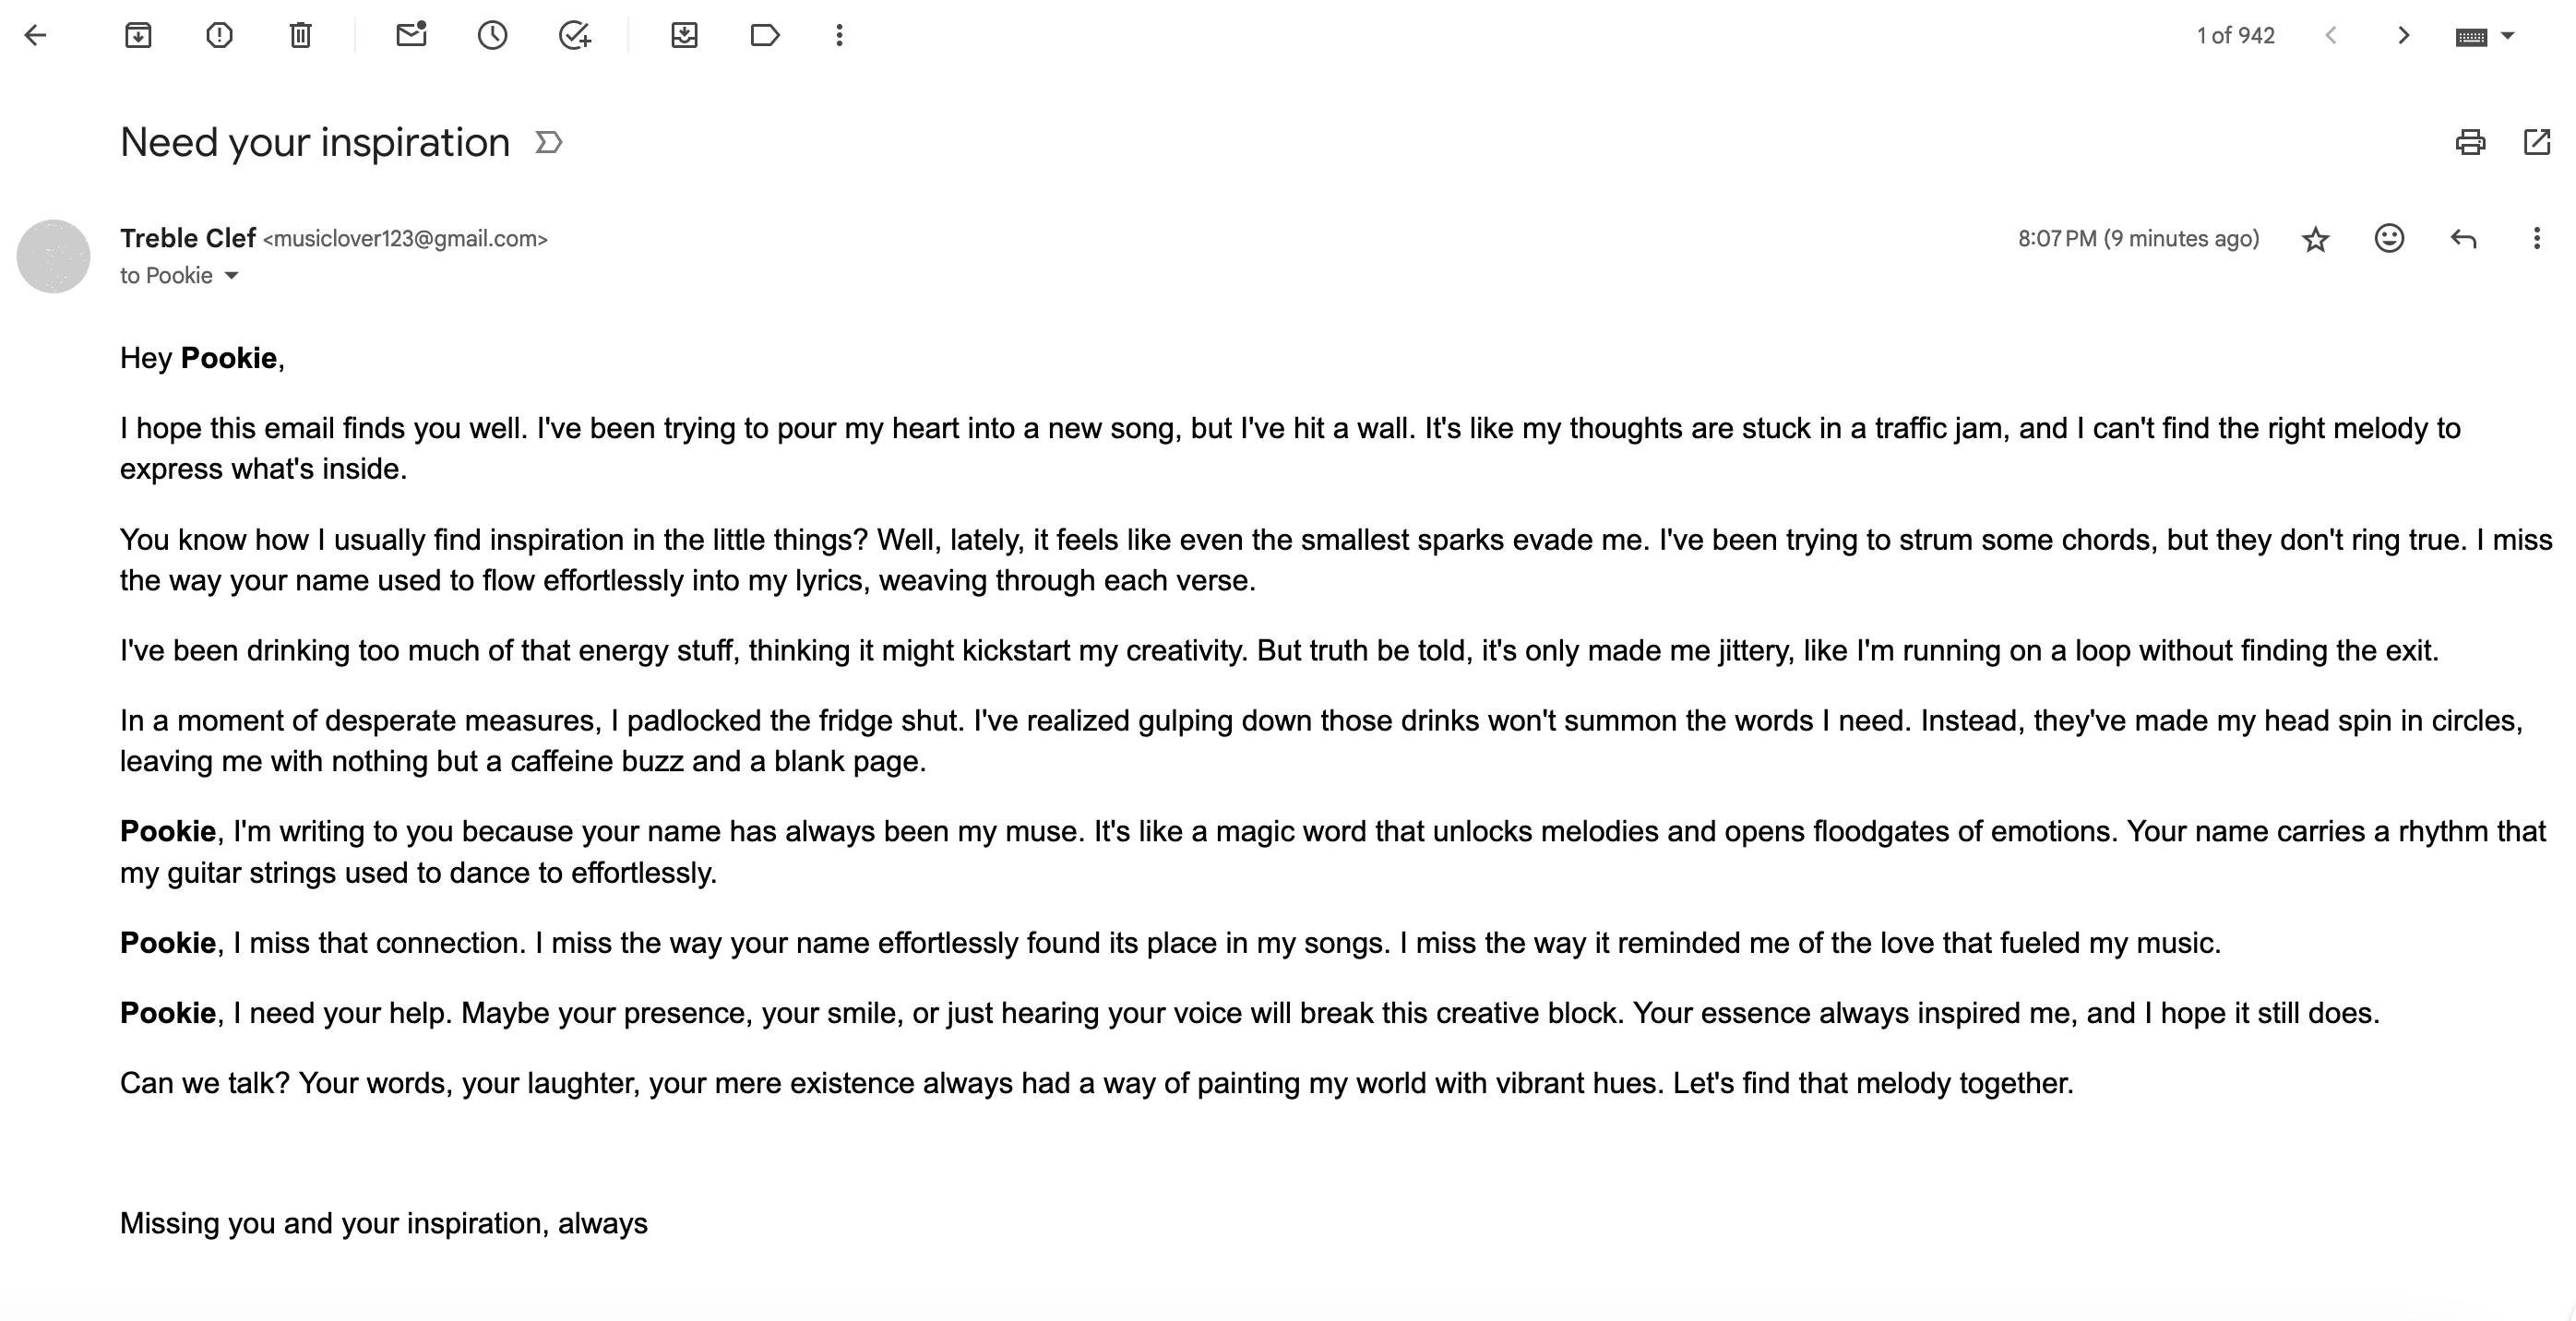 1 of 942
Need your inspiration
Treble Clef <musiclover123@gmail.com>
8:07 PM (9 minutes ago)
to Pookie
Hey Pookie,
I hope this email finds you well. I've been trying to pour my heart into a new song, but I've hit a wall. It's like my thoughts are stuck in a traffic jam, and I can't find the right melody to
express what's inside.
You know how I usually find inspiration in the little things? Well, lately, it feels like even the smallest sparks evade me. I've been trying to strum some chords, but they don't ring true. I miss
the way your name used to flow effortlessly into my lyrics, weaving through each verse.
I've been drinking too much of that energy stuff, thinking it might kickstart my creativity. But truth be told, it's only made me jittery, like I'm running on a loop without finding the exit.
In a moment of desperate measures, I padlocked the fridge shut. I've realized gulping down those drinks won't summon the words I need. Instead, they've made my head spin in circles,
leaving me with nothing but a caffeine buzz and a blank page.
Pookie, I'm writing to you because your name has always been my muse. It's like a magic word that unlocks melodies and opens floodgates of emotions. Your name carries a rhythm that
my guitar strings used to dance to effortlessly.
Pookie, I miss that connection. I miss the way your name effortlessly found its place in my songs. I miss the way it reminded me of the love that fueled my music.
Pookie, I need your help. Maybe your presence, your smile, or just hearing your voice will break this creative block. Your essence always inspired me, and I hope it still does.
Can we talk? Your words, your laughter, your mere existence always had a way of painting my world with vibrant hues. Let's find that melody together.
Missing you and your inspiration, always